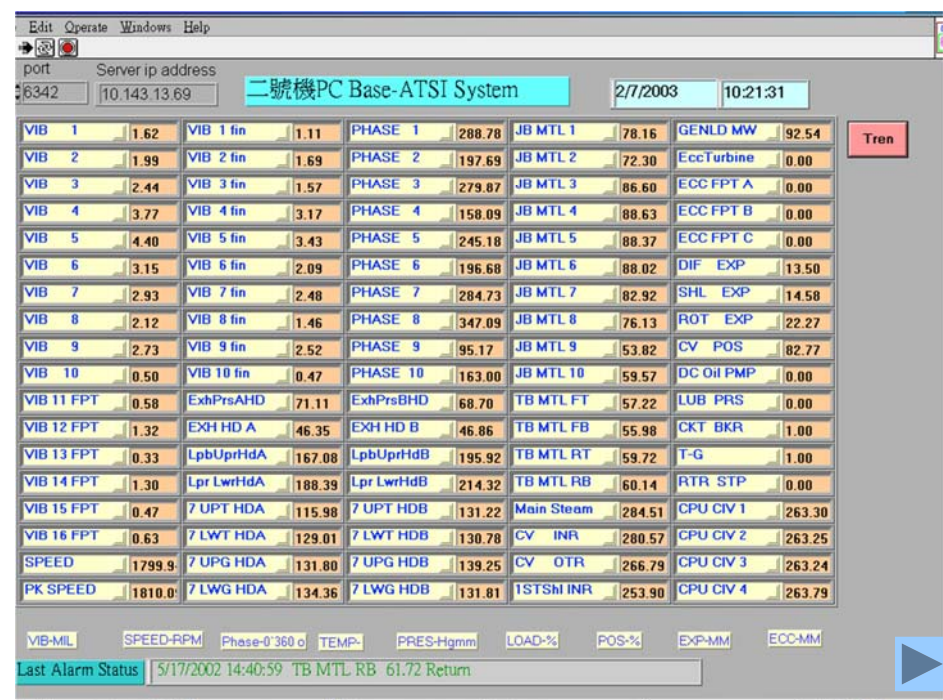 Edit Operate Windows Help
port Server ip address
6342 10.143.13.69 二號機PC Base-ATSI System 2/7/2003 10:21:31
VIB 1 1.62 VIB 1 fin 1.11 PHASE 1 288.78 JB MTL 1 78.16 GENLD MW 92.54 Tren
VIB 2 1.99 VIB 2 fin 1.69 PHASE 2 197.69 JB MTL 2 72.30 EccTurbine 0.00
VIB 3 2.44 VIB 3 fin 1.57 PHASE 3 279.87 JB MTL 3 86.60 ECC FPT A 0.00
VIB 4 3.77 VIB 4 fin 3.17 PHASE 4 158.09 JB MTL 4 88.63 ECC FPT B 0.00
VIB 5 4.40 VIB 5 fin 3.43 PHASE 5 245.18 JB MTL 5 88.37 ECC FPT C 0.00
VIB 6 3.15 VIB 6 fin 2.09 PHASE 6 196.68 JB MTL 6 88.02 DIF EXP 13.50
VIB 7 2.93 VIB 7 fin 2.48 PHASE 7 284.73 JB MTL 7 82.92 SHL EXP 14.58
VIB 8 2.12 VIB 8 fin 1.46 PHASE 8 347.09 JB MTL 8 76.13 ROT EXP 22.27
VIB 9 2.73 VIB 9 fin 2.52 PHASE 9 95.17 JB MTL 9 53.82 CV POS 82.77
VIB 10 0.50 VIB 10 fin 0.47 PHASE 10 163.00 JB MTL 10 59.57 DC Oil PMP 0.00
VIB 11 FPT 0.58 ExhPrsAHD 71.11 ExhPrsBHD 68.70 TB MTL FT 57.22 LUB PRS 0.00
VIB 12 FPT 1.32 EXH HD A 46.35 EXH HD B 46.86 TB MTL FB 55.98 CKT BKR 1.00
VIB 13 FPT 0.33 LpbUprHdA 167.08 LpbUprHdB 195.92 TB MTL RT 59.72 T-G 1.00
VIB 14 FPT 1.30 Lpr LwrHdA 188.39 Lpr LwrHdB 214.32 TB MTL RB 60.14 RTR STP 0.00
VIB 15 FPT 0.47 7 UPT HDA 115.98 7 UPT HDB 131.22 Main Steam 284.51 CPU CIV 1 263.30
VIB 16 FPT 0.63 7 LWT HDA 129.01 7 LWT HDB 130.78 CV INR 280.57 CPU CIV 2 263.25
SPEED 1799.9 7 UPG HDA 131.80 7 UPG HDB 139.25 CV OTR 266.79 CPU CIV 3 263.24
PK SPEED 1810.0 7 LWG HDA 134.36 7 LWG HDB 131.81 1STShl INR 253.90 CPU CIV 4 263.79
VIB-MIL SPEED-RPM Phase-0'360 o TEMP- PRES-Hgmm LOAD-% POS-% EXP-MM ECC-MM
Last Alarm Status 5/17/2002 14:40:59 TB MTL RB 61.72 Return